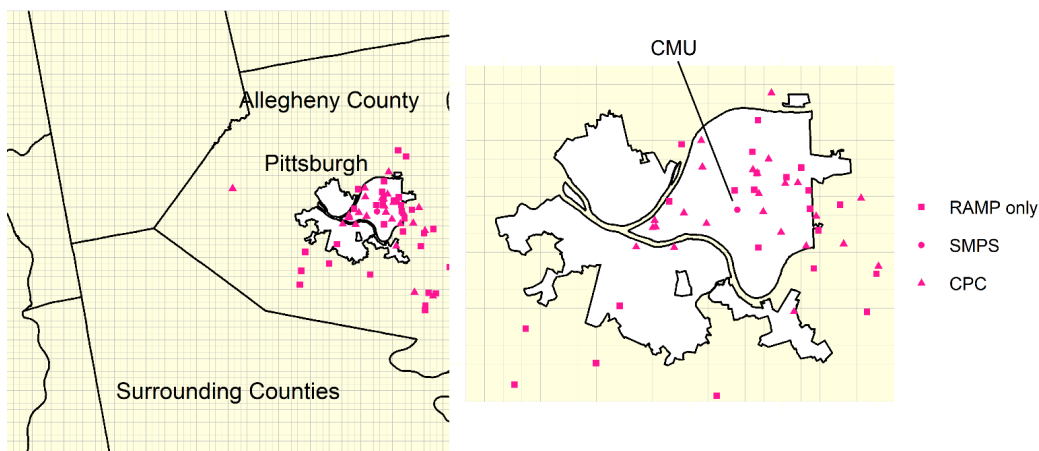 Allegheny County
Pittsburgh
Surrounding Counties
CMU
RAMP only
SMPS
CPC